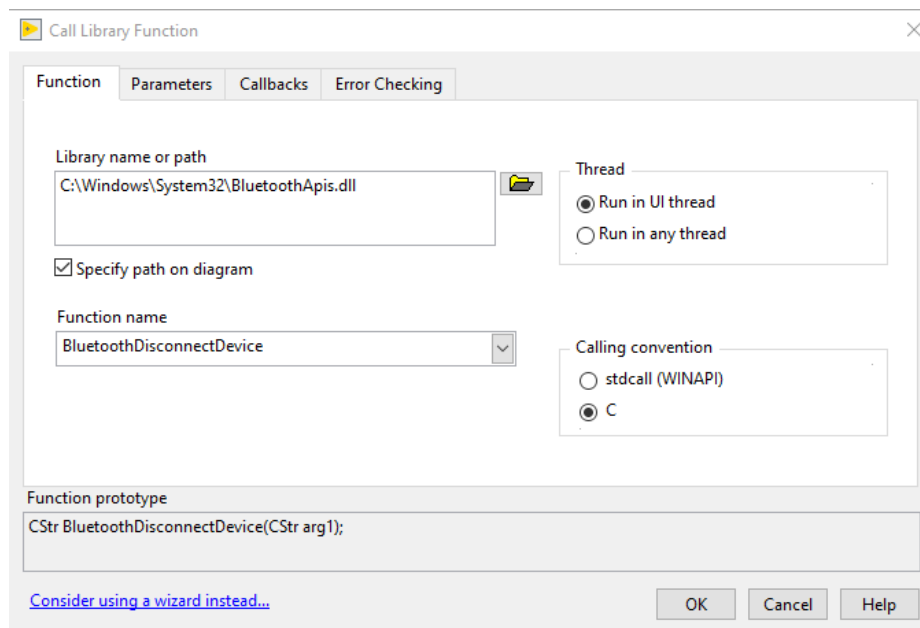 Call Library Function
Function Parameters Callbacks Error Checking
Library name or path
C:\Windows\System32\BluetoothApis.dll
Thread
Run in UI thread
Run in any thread
Specify path on diagram
Function name
BluetoothDisconnectDevice
Calling convention
stdcall (WINAPI)
C
Function prototype
CStr BluetoothDisconnectDevice(CStr arg1);
Consider using a wizard instead...
OK Cancel Help